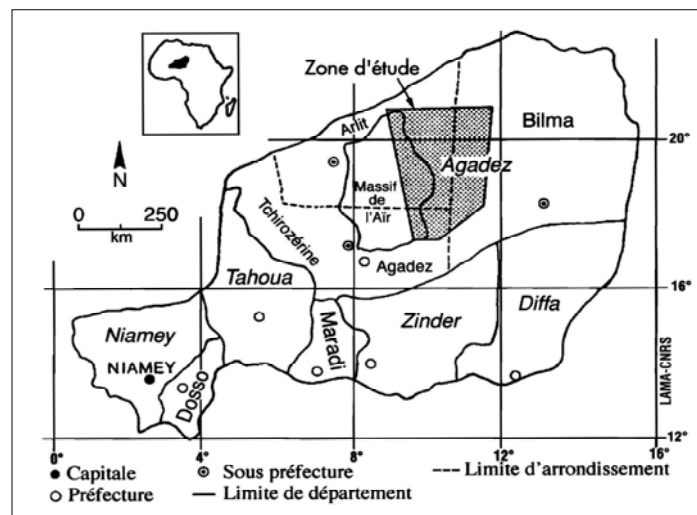 Zone d'étude
Arlit
Bilma
20°
Agadez
N
Massif
de
l'Aïr
0 250
km
Tchirozérine
Agadez
Tahoua
16°
Niamey
Maradi
Zinder
Diffa
NIAMEY
Dosso
LAMA-CNRS
12°
0° 4° 8° 12° 16°
Capitale
Sous préfecture
Limite d'arrondissement
Préfecture
Limite de département